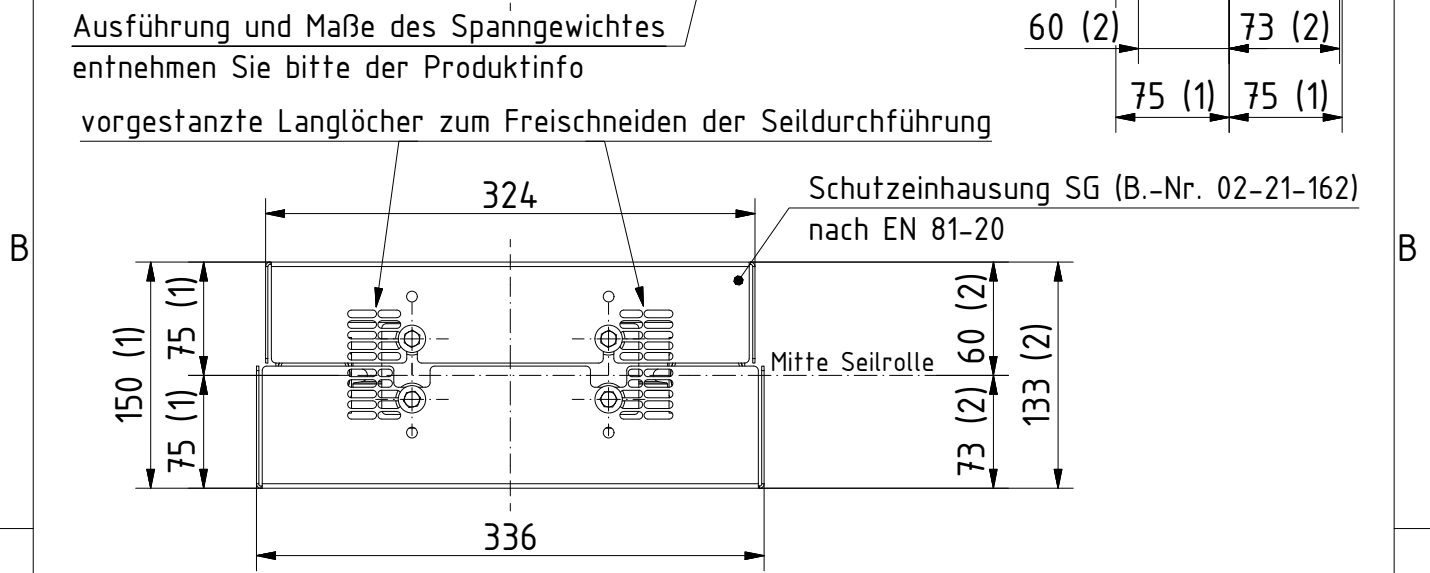 Ausführung und Maße des Spanngewichtes
entnehmen Sie bitte der Produktinfo
60 (2)
73 (2)
75 (1)
75 (1)
vorgestanzte Langlöcher zum Freischneiden der Seildurchführung
324
Schutzeinhausung SG (B.-Nr. 02-21-162)
nach EN 81-20
B
B
150 (1)
75 (1)
75 (1)
Mitte Seilrolle
60 (2)
73 (2)
133 (2)
336